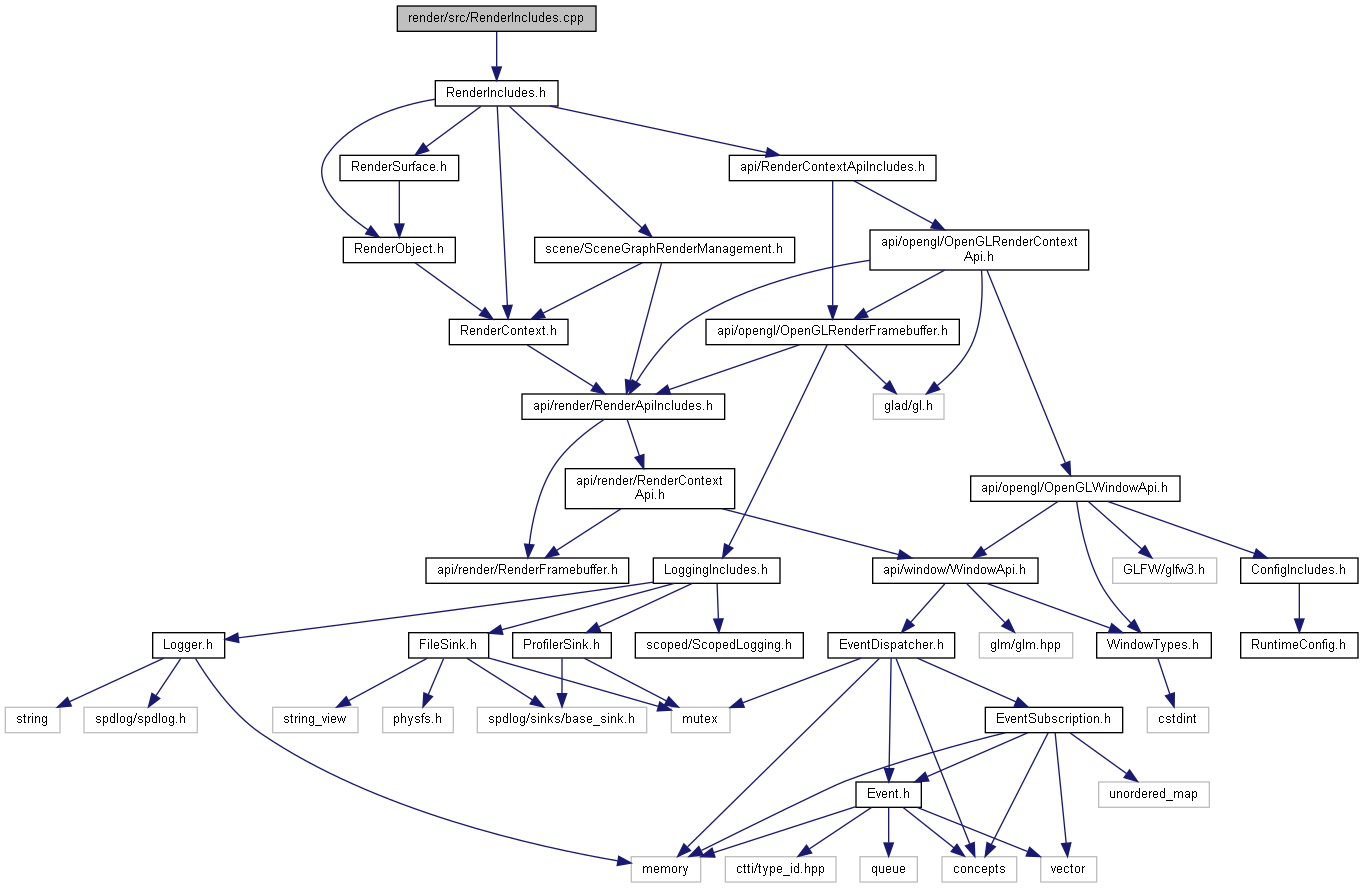 render/src/RenderIncludes.cpp
RenderIncludes.h
RenderSurface.h
api/RenderContextApiIncludes.h
RenderObject.h
scene/SceneGraphRenderManagement.h
api/opengl/OpenGLRenderContext
Api.h
RenderContext.h
api/opengl/OpenGLRenderFramebuffer.h
api/render/RenderApiIncludes.h
glad/gl.h
api/render/RenderContext
Api.h
api/opengl/OpenGLWindowApi.h
api/render/RenderFramebuffer.h
LoggingIncludes.h
api/window/WindowApi.h
GLFW/glfw3.h
ConfigIncludes.h
Logger.h
FileSink.h
ProfilerSink.h
scoped/ScopedLogging.h
EventDispatcher.h
glm/glm.hpp
WindowTypes.h
RuntimeConfig.h
string
spdlog/spdlog.h
string_view
physfs.h
spdlog/sinks/base_sink.h
mutex
EventSubscription.h
cstdint
Event.h
unordered_map
memory
ctti/type_id.hpp
queue
concepts
vector